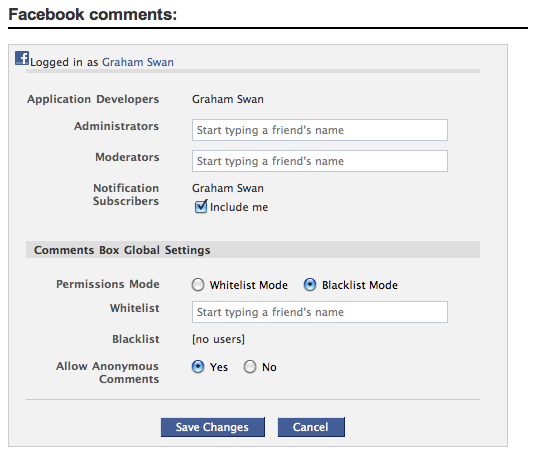 Facebook comments:
Logged in as Graham Swan
Application Developers Graham Swan
Administrators Start typing a friend's name
Moderators Start typing a friend's name
Notification Graham Swan
Subscribers Include me
Comments Box Global Settings
Permissions Mode Whitelist Mode Blacklist Mode
Whitelist Start typing a friend's name
Blacklist [no users]
Allow Anonymous Yes No
Comments
Save Changes Cancel